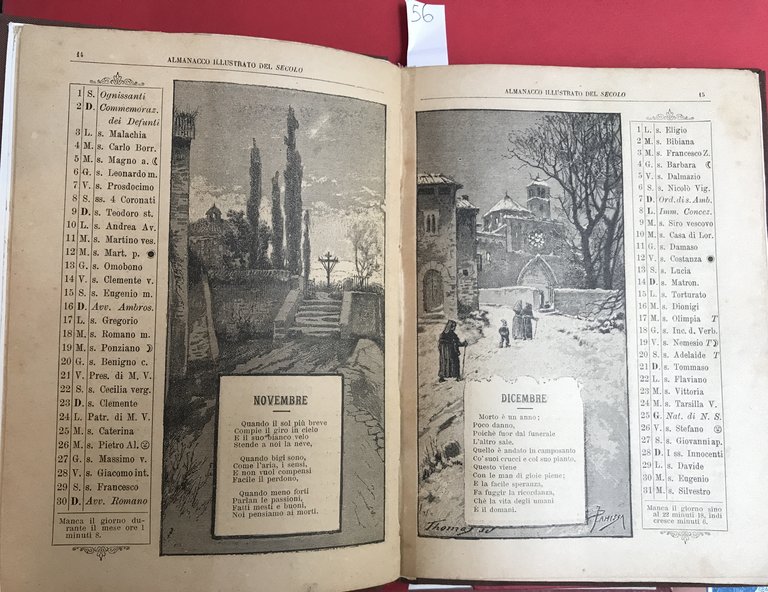 56
14
ALMANACCO ILLUSTRATO DEL SECOLO
1 S. Ognissanti
2 D. Commemoraz.
dei Defunti
3 L. s. Malachia
4 M. s. Carlo Borr.
5 M. s. Magno a. ☾
6 G. s. Leonardo m.
7 V. s. Prosdocimo
8 S. ss. 4 Coronati
9 D. s. Teodoro st.
10 L. s. Andrea Av.
11 M. s. Martino ves.
12 M. s. Mart. p. ●
13 G. s. Omobono
14 V. s. Clemente v.
15 S. s. Eugenio m.
16 D. Avv. Ambros.
17 L. s. Gregorio
18 M. s. Romano m.
19 M. s. Ponziano ☽
20 G. s. Benigno c.
21 V. Pres. di M. V.
22 S. s. Cecilia verg.
23 D. s. Clemente
24 L. Patr. di M. V.
25 M. s. Caterina
26 M. s. Pietro Al.
27 G. s. Massimo v.
28 V. s. Giacomo int.
29 S. s. Francesco
30 D. Avv. Romano
Manca il giorno du-
rante il mese ore 1
minuti 8.
NOVEMBRE
Quando il sol più breve
Compie il giro in cielo
E il suo bianco velo
Stende a noi la neve,
Quando bigi sono,
Come l'aria, i sensi,
E non vuoi compensi
Facile il perdono,
Quando meno forti
Parlan le passioni,
Fatti mesti e buoni,
Noi pensiamo ai morti.
ALMANACCO ILLUSTRATO DEL SECOLO
15
DICEMBRE
Morto è un anno;
Poco danno,
Poichè fuor dal funerale
L'altro sale.
Quello è andato in camposanto
Co' suoi crucci e col suo pianto,
Questo viene
Con le man di gioie piene;
E la facile speranza,
Fa fuggir la ricordanza,
Chè la vita degli umani
È il domani.
1 L. s. Eligio
2 M. s. Bibiana
3 M. s. Francesco Z.
4 G. s. Barbara ☾
5 V. s. Dalmazio
6 S. s. Nicolò Vig.
7 D. Ord. di s. Amb.
8 L. Imm. Concez.
9 M. s. Siro vescovo
10 M. s. Casa di Lor.
11 G. s. Damaso
12 V. s. Costanza ●
13 S. s. Lucia
14 D. s. Matron.
15 L. s. Torturato
16 M. s. Dionigi
17 M. s. Olimpia T
18 G. s. Inc. d. Verb.
19 V. s. Nemesio T ☽
20 S. s. Adelaide T
21 D. s. Tommaso
22 L. s. Flaviano
23 M. s. Vittoria
24 M. s. Tarsilla V.
25 G. Nat. di N. S.
26 V. s. Stefano
27 S. s. Giovanni ap.
28 D. I ss. Innocenti
29 L. s. Davide
30 M. s. Eugenio
31 M. s. Silvestro
Manca il giorno sino
al 22 minuti 18, indi
cresce minuti 6.